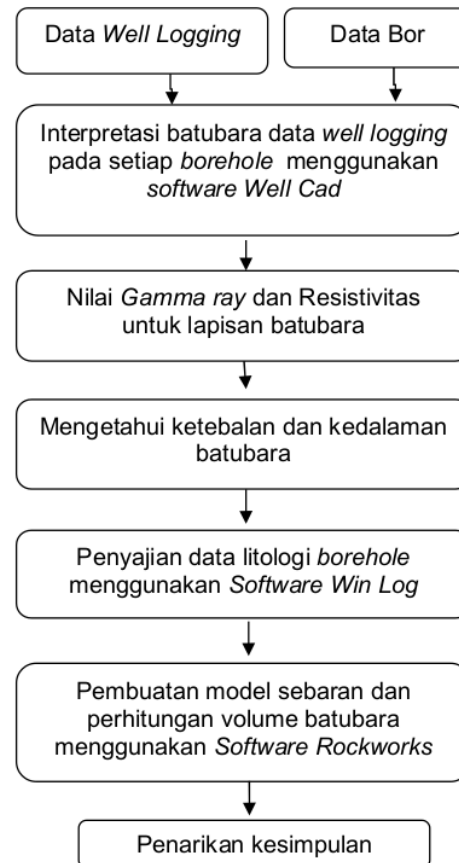 Data Well Logging
Data Bor
Interpretasi batubara data well logging
pada setiap borehole menggunakan
software Well Cad
Nilai Gamma ray dan Resistivitas
untuk lapisan batubara
Mengetahui ketebalan dan kedalaman
batubara
Penyajian data litologi borehole
menggunakan Software Win Log
Pembuatan model sebaran dan
perhitungan volume batubara
menggunakan Software Rockworks
Penarikan kesimpulan